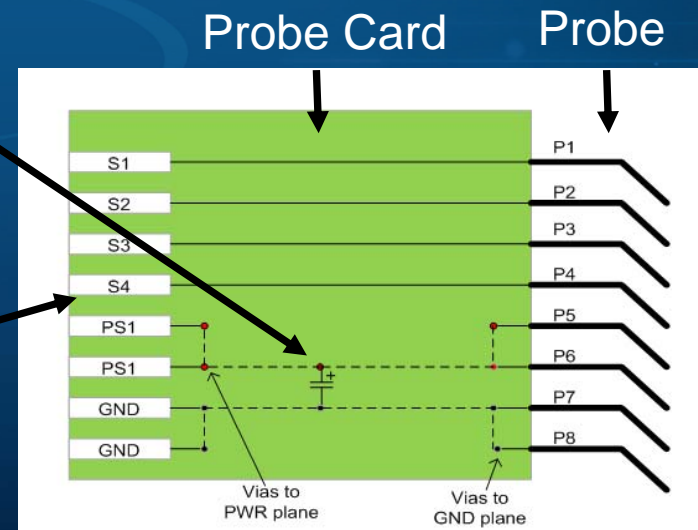 Probe Card
Probe
S1
P1
S2
P2
S3
P3
S4
P4
PS1
P5
PS1
P6
+
GND
P7
GND
P8
Vias to
PWR plane
Vias to
GND plane